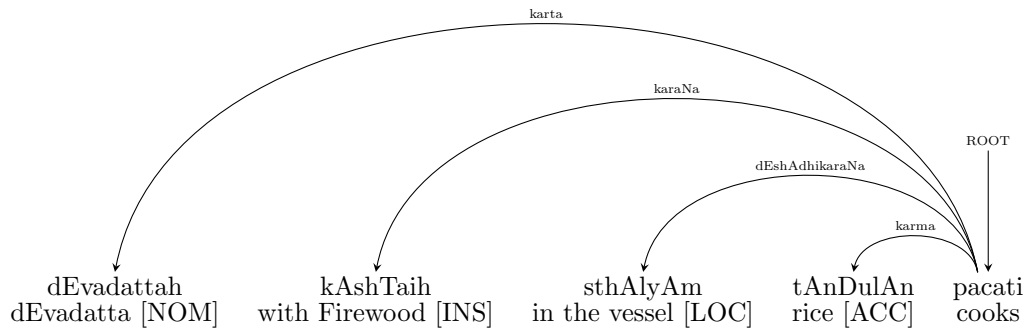 karta
karaNa
ROOT
dEshAdhikaraNa
karma
dEvadattah kAshTaih sthAlyAm tAnDulAn pacati
dEvadatta [NOM] with Firewood [INS] in the vessel [LOC] rice [ACC] cooks